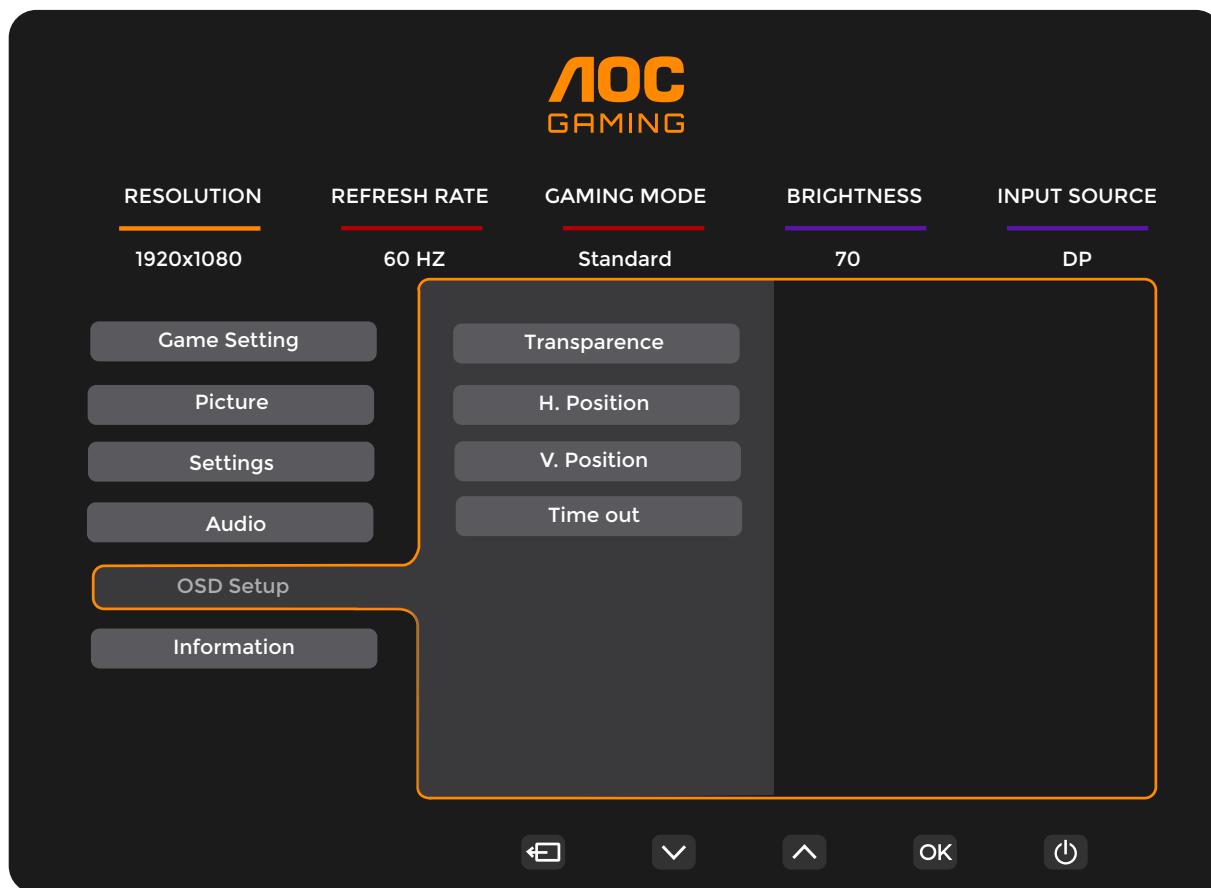 AOC
GAMING
RESOLUTION REFRESH RATE GAMING MODE BRIGHTNESS INPUT SOURCE
1920x1080 60 HZ Standard 70 DP
Game Setting
Picture
Settings
Audio
OSD Setup
Information
Transparence
H. Position
V. Position
Time out
OK